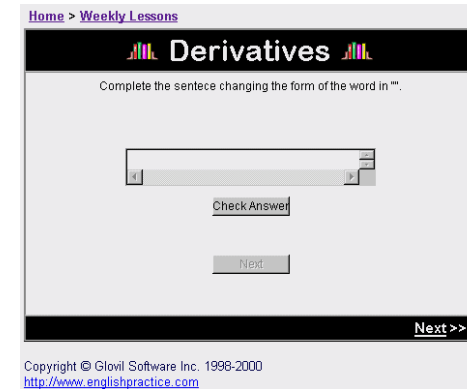 Home > Weekly Lessons
Derivatives
Complete the sentece changing the form of the word in "".
Check Answer
Next
Next >>
Copyright © Glovil Software Inc. 1998-2000
http://www.englishpractice.com